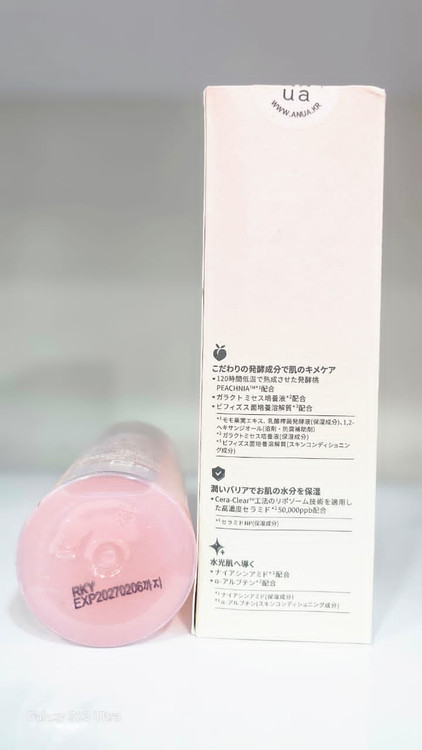 ua
WWW.ANUA.KR
こだわりの発酵成分で肌のキメケア
•120時間低温で熟成させた発酵桃
PEACHNIA™*¹配合
•ガラクトミセス培養液*²配合
•ビフィズス菌培養溶解質*³配合
*¹モモ果実エキス、乳酸桿菌発酵液(保湿成分)、1,2-
ヘキサンジオール(溶剤・抗菌補助剤)
*²ガラクトミセス培養液(保湿成分)
*³ビフィズス菌培養溶解質(スキンコンディショニン
グ成分)
潤いバリアでお肌の水分を保湿
•Cera-Clear™工法のリポソーム技術を適用し
た高濃度セラミド*¹50,000ppb配合
*¹セラミドNP(保湿成分)
水光肌へ導く
•ナイアシンアミド*¹配合
•α-アルブチン*²配合
*¹ナイアシンアミド(保湿成分)
*²α-アルブチン(スキンコンディショニング成分)
RKY
EXP20270206까지
Galaxy S23 Ultra